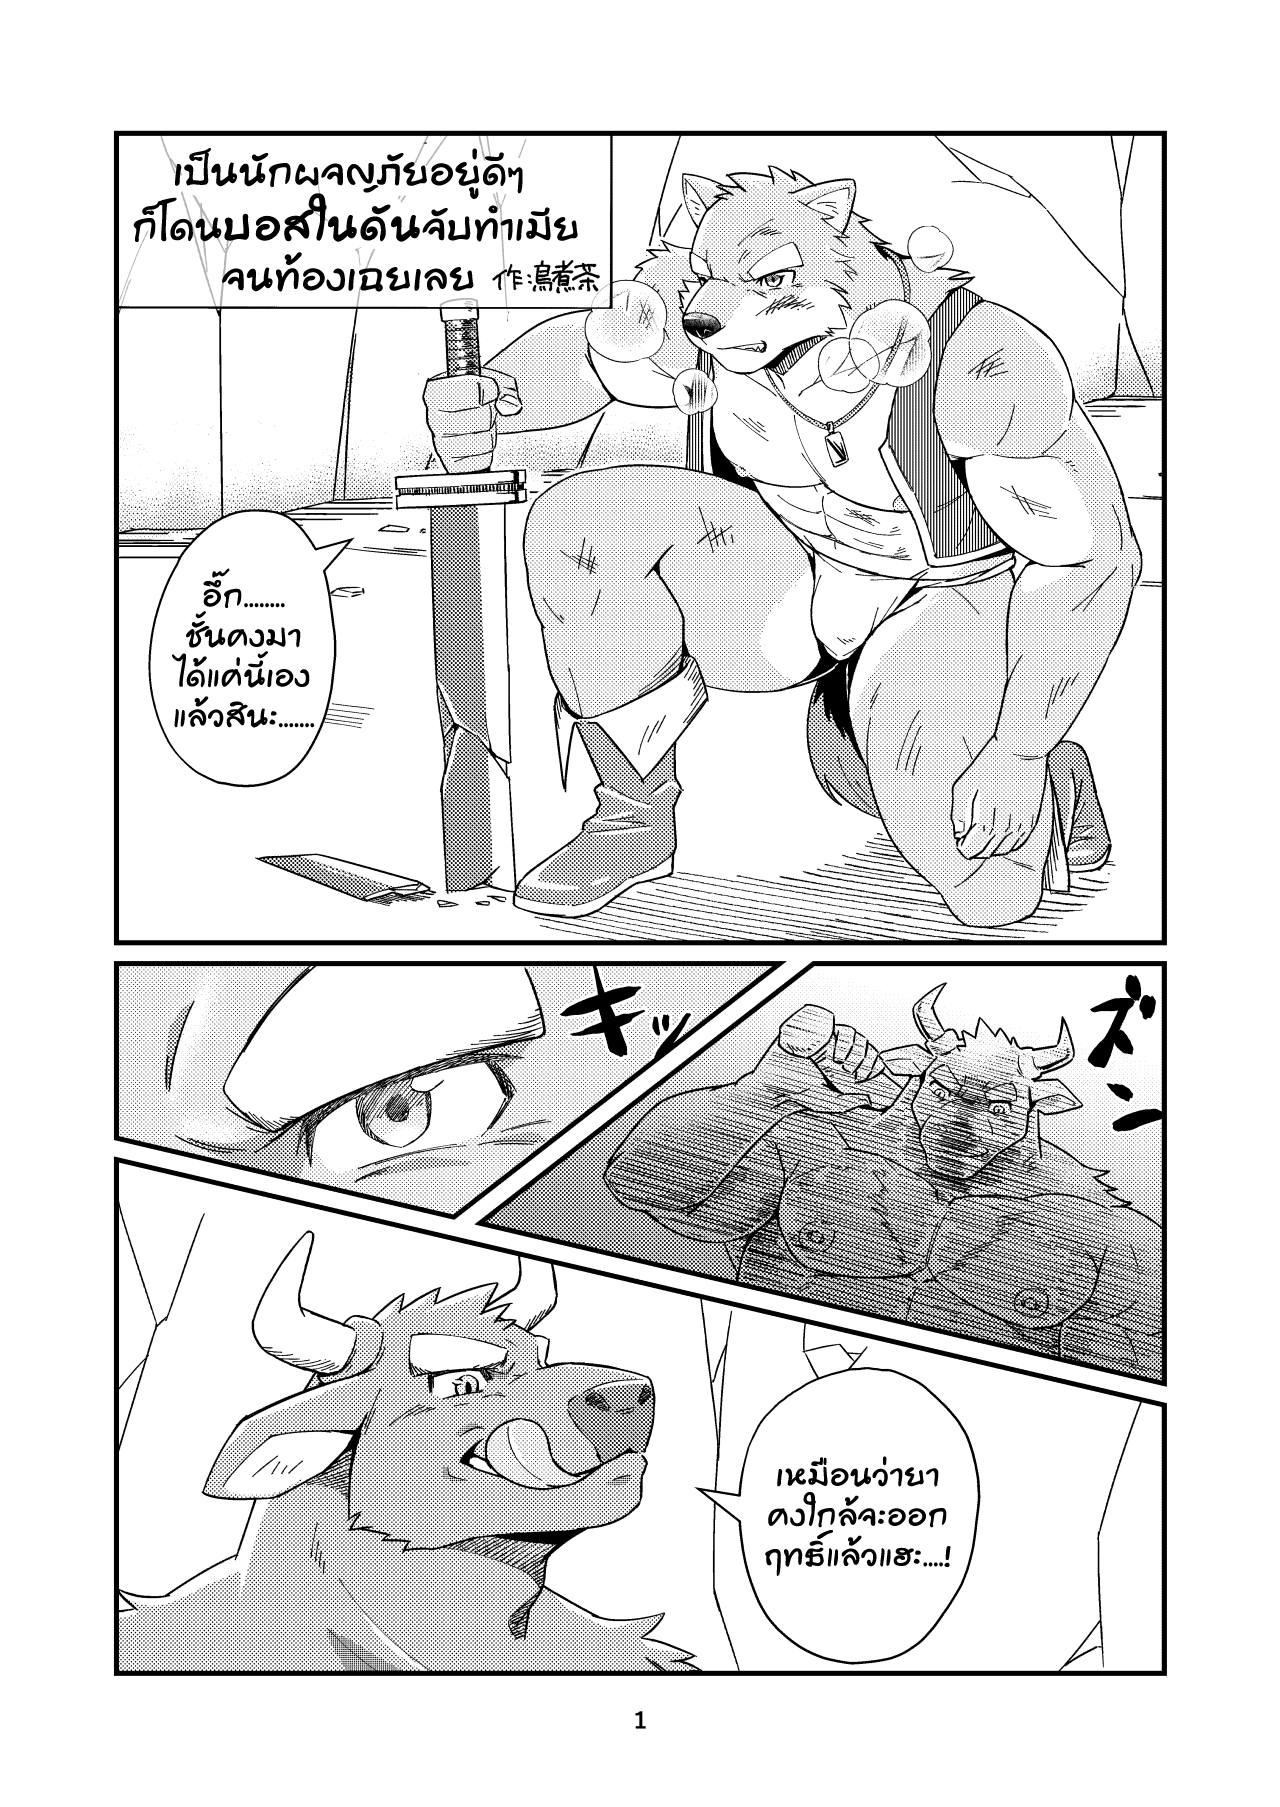 เป็นนักผจญภัยอยู่ดีๆ
ก็โดนบอสในดันจับทำเมีย
จนท้องเฉยเลย 作:鴻煮茶
อึ๊ก........
ชั้นคงมา
ได้แค่นี้เอง
แล้วสินะ.......
ギッ
ズン
เหมือนว่ายา
คงใกล้จะออก
ฤทธิ์แล้วแฮะ....!
1